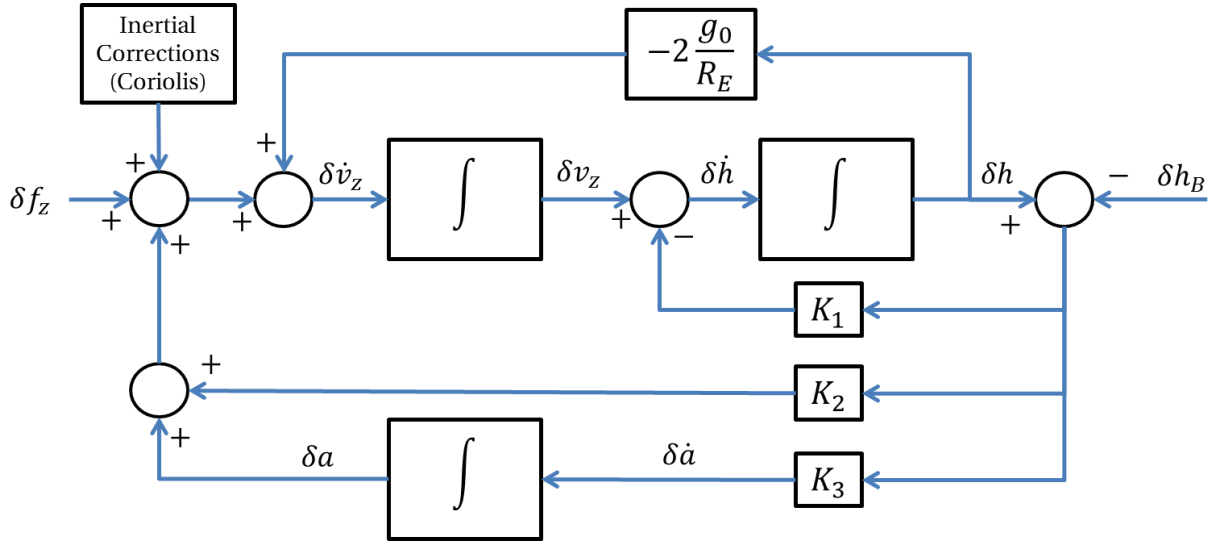 Inertial
Corrections
(Coriolis)
−2 g₀/R_E
+
+
δf_z
+
+
+
δv̇_z
∫
δv_z
+
−
δḣ
∫
δh
+
−
δh_B
K₁
+
K₂
+
δa
∫
δȧ
K₃